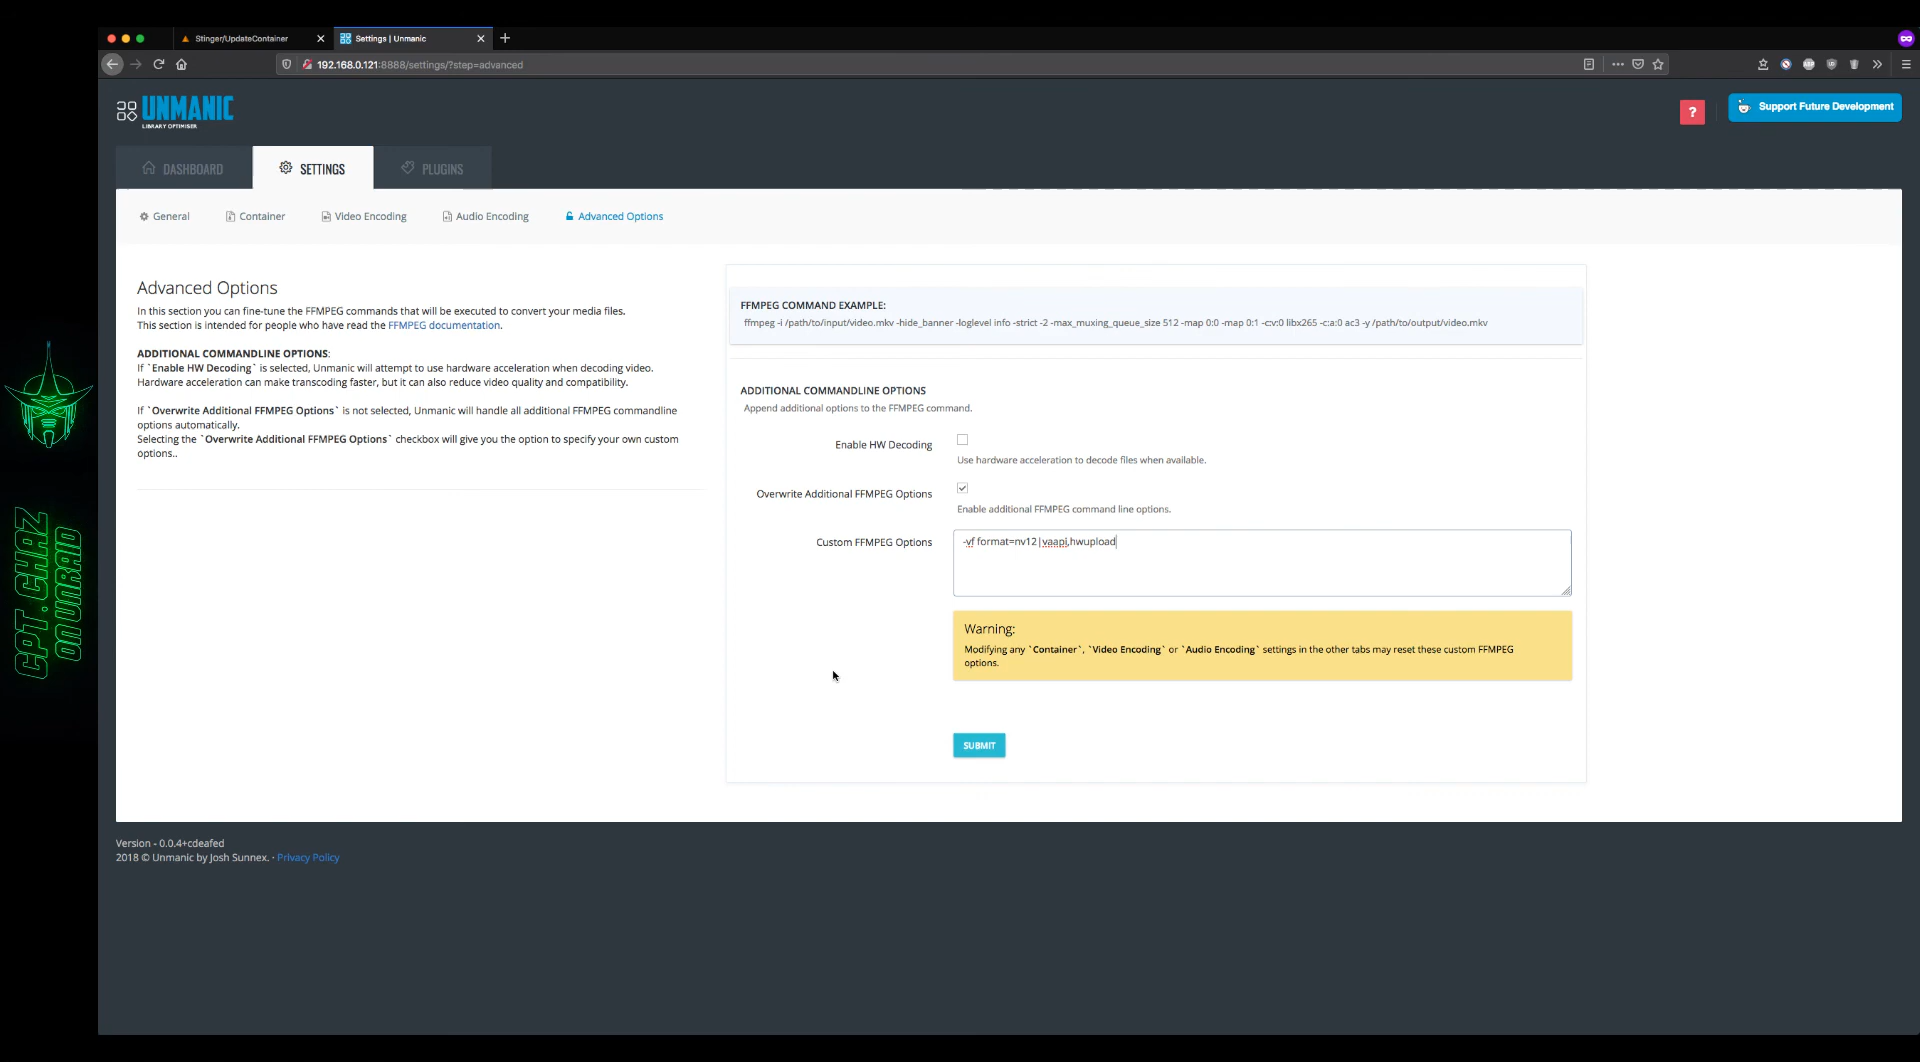 Stinger/UpdateContainer
Settings | Unmanic
192.168.0.121:8888/settings/?step=advanced
UNMANIC
LIBRARY OPTIMISER
?
Support Future Development
DASHBOARD
SETTINGS
PLUGINS
General
Container
Video Encoding
Audio Encoding
Advanced Options
Advanced Options
In this section you can fine-tune the FFMPEG commands that will be executed to convert your media files.
This section is intended for people who have read the FFMPEG documentation.
ADDITIONAL COMMANDLINE OPTIONS:
If `Enable HW Decoding` is selected, Unmanic will attempt to use hardware acceleration when decoding video.
Hardware acceleration can make transcoding faster, but it can also reduce video quality and compatibility.
If `Overwrite Additional FFMPEG Options` is not selected, Unmanic will handle all additional FFMPEG commandline
options automatically.
Selecting the `Overwrite Additional FFMPEG Options` checkbox will give you the option to specify your own custom
options..
FFMPEG COMMAND EXAMPLE:
ffmpeg -i /path/to/input/video.mkv -hide_banner -loglevel info -strict -2 -max_muxing_queue_size 512 -map 0:0 -map 0:1 -c:v:0 libx265 -c:a:0 ac3 -y /path/to/output/video.mkv
ADDITIONAL COMMANDLINE OPTIONS
Append additional options to the FFMPEG command.
Enable HW Decoding
Use hardware acceleration to decode files when available.
Overwrite Additional FFMPEG Options
Enable additional FFMPEG command line options.
Custom FFMPEG Options
-vf format=nv12|vaapi,hwupload
Warning:
Modifying any `Container`, `Video Encoding` or `Audio Encoding` settings in the other tabs may reset these custom FFMPEG
options.
SUBMIT
Version - 0.0.4+cdeafed
2018 © Unmanic by Josh Sunnex. · Privacy Policy
CPT.CHAZ
ON UNRAID